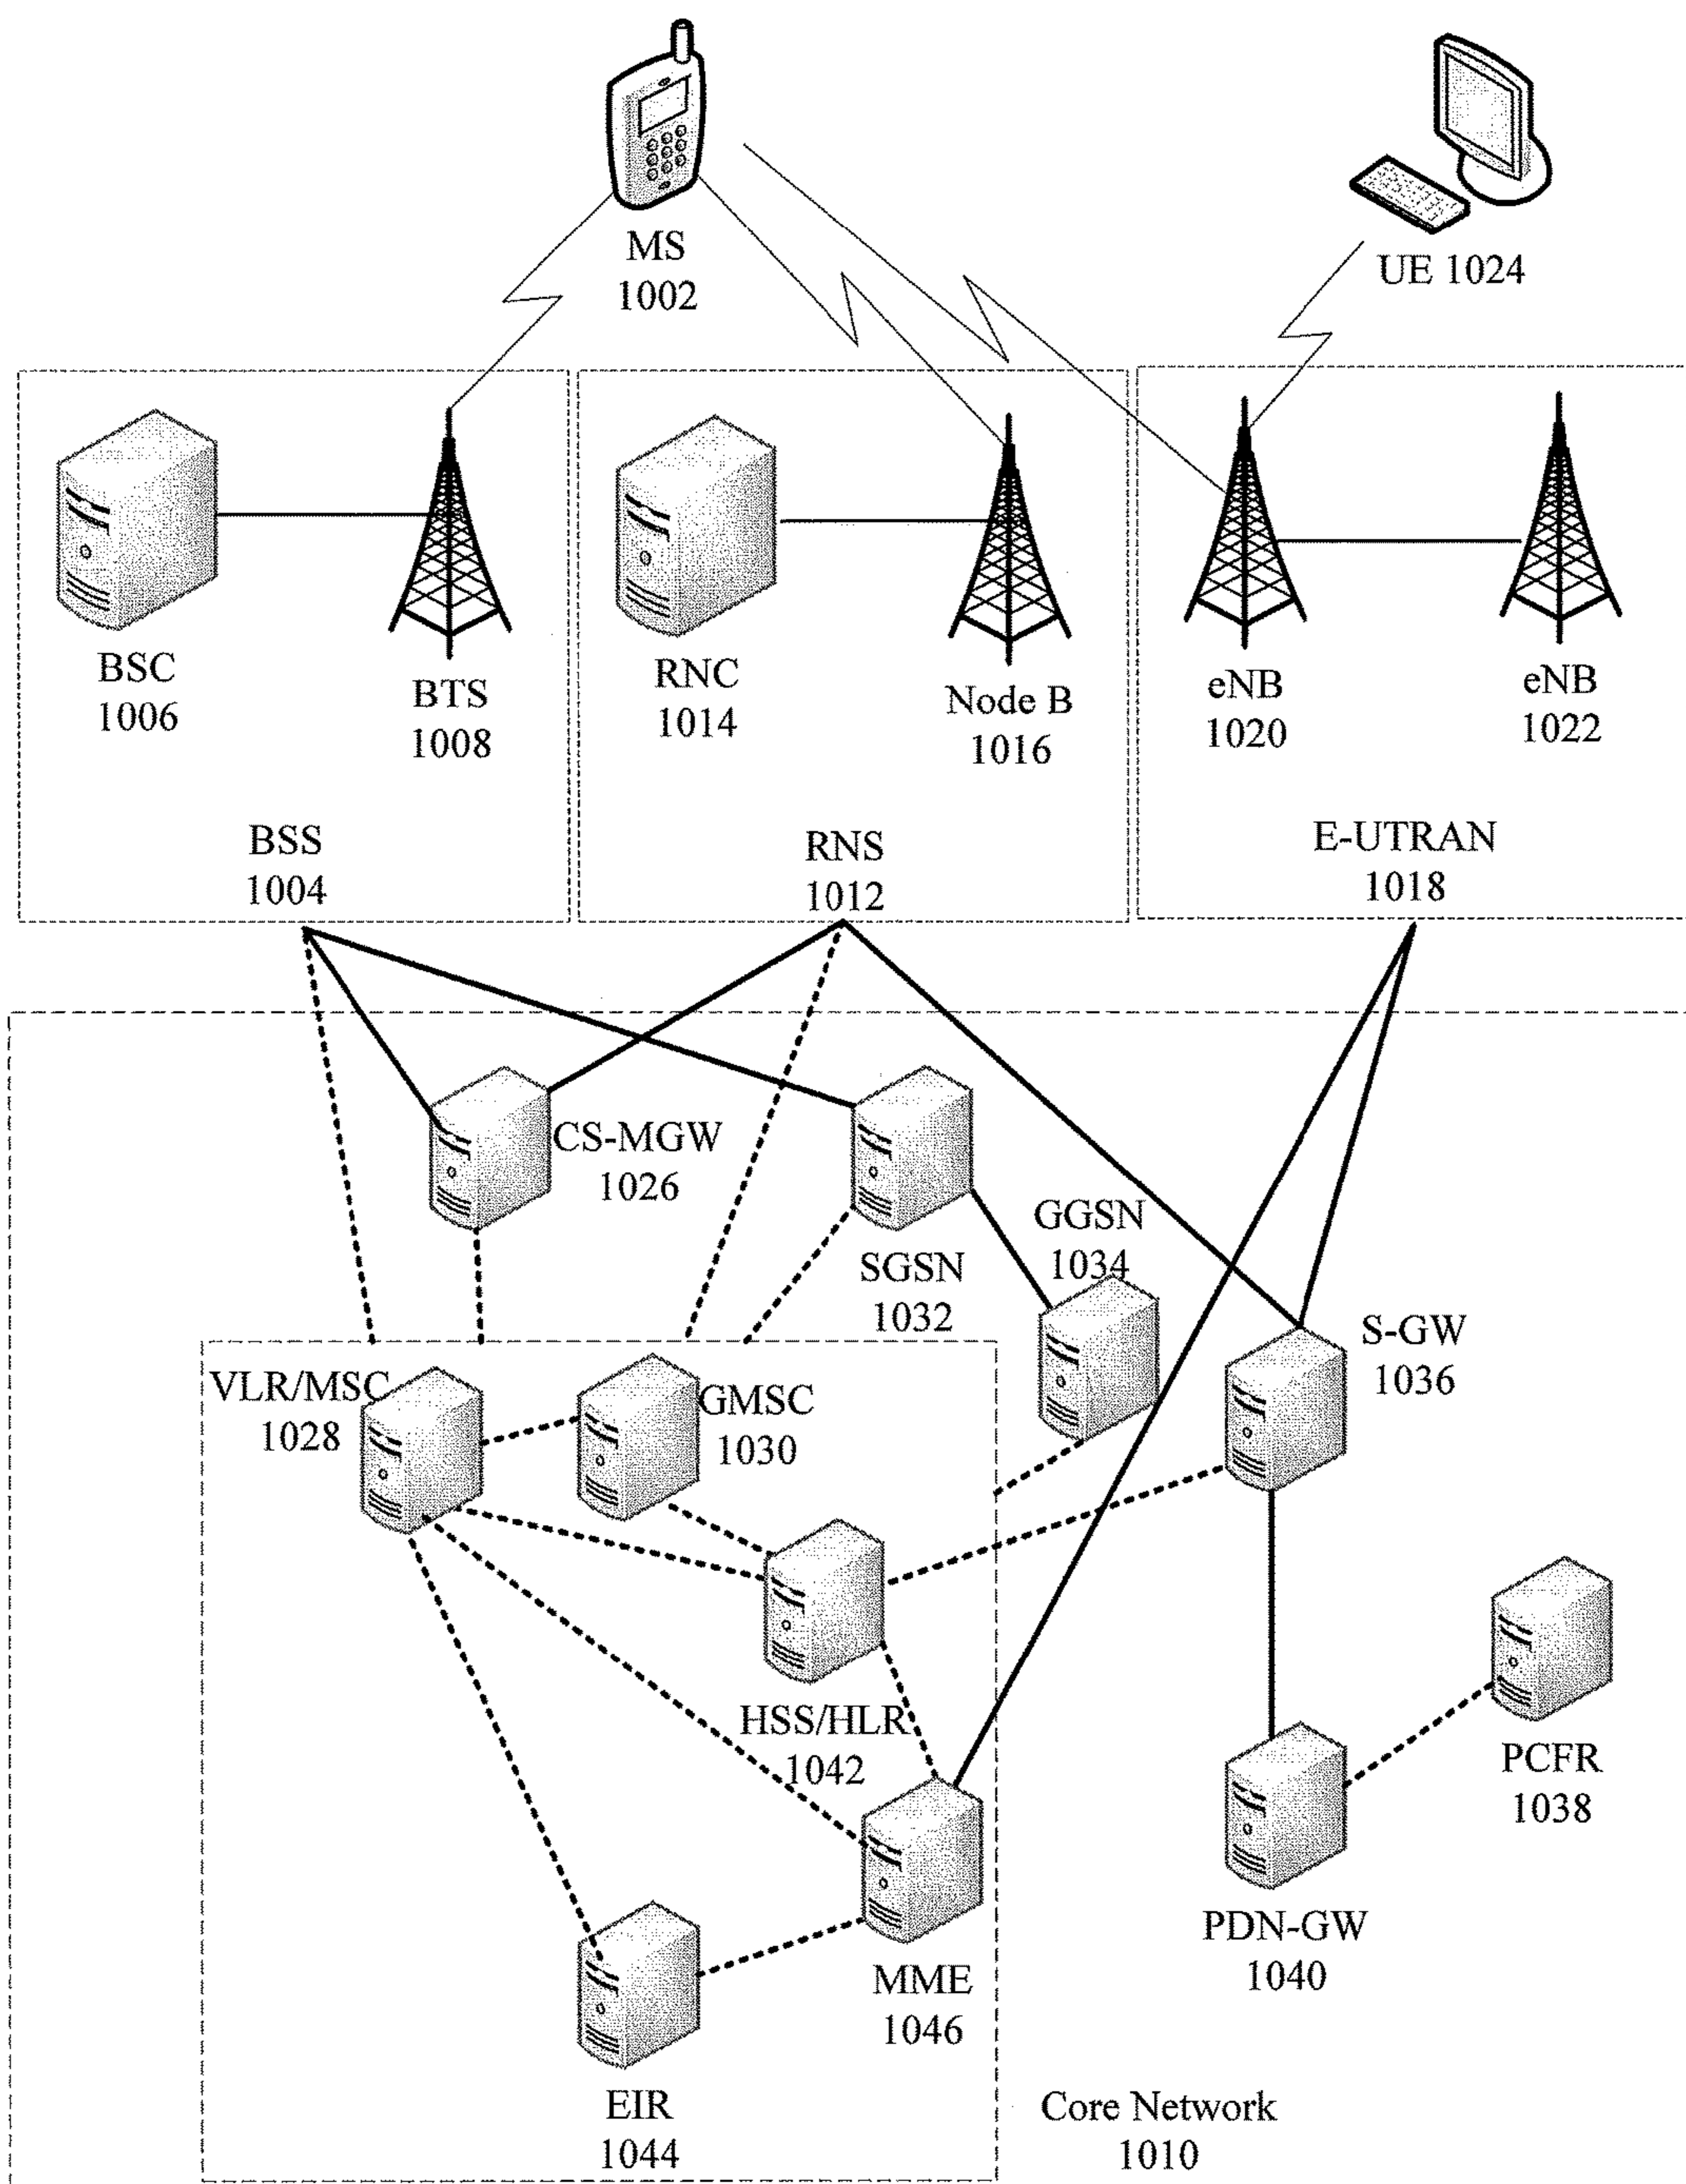 MS
1002
UE 1024
BSC
1006
BTS
1008
RNC
1014
Node B
1016
eNB
1020
eNB
1022
BSS
1004
RNS
1012
E-UTRAN
1018
CS-MGW
1026
SGSN
1032
GGSN
1034
S-GW
1036
VLR/MSC
1028
GMSC
1030
HSS/HLR
1042
PCFR
1038
PDN-GW
1040
MME
1046
EIR
1044
Core Network
1010